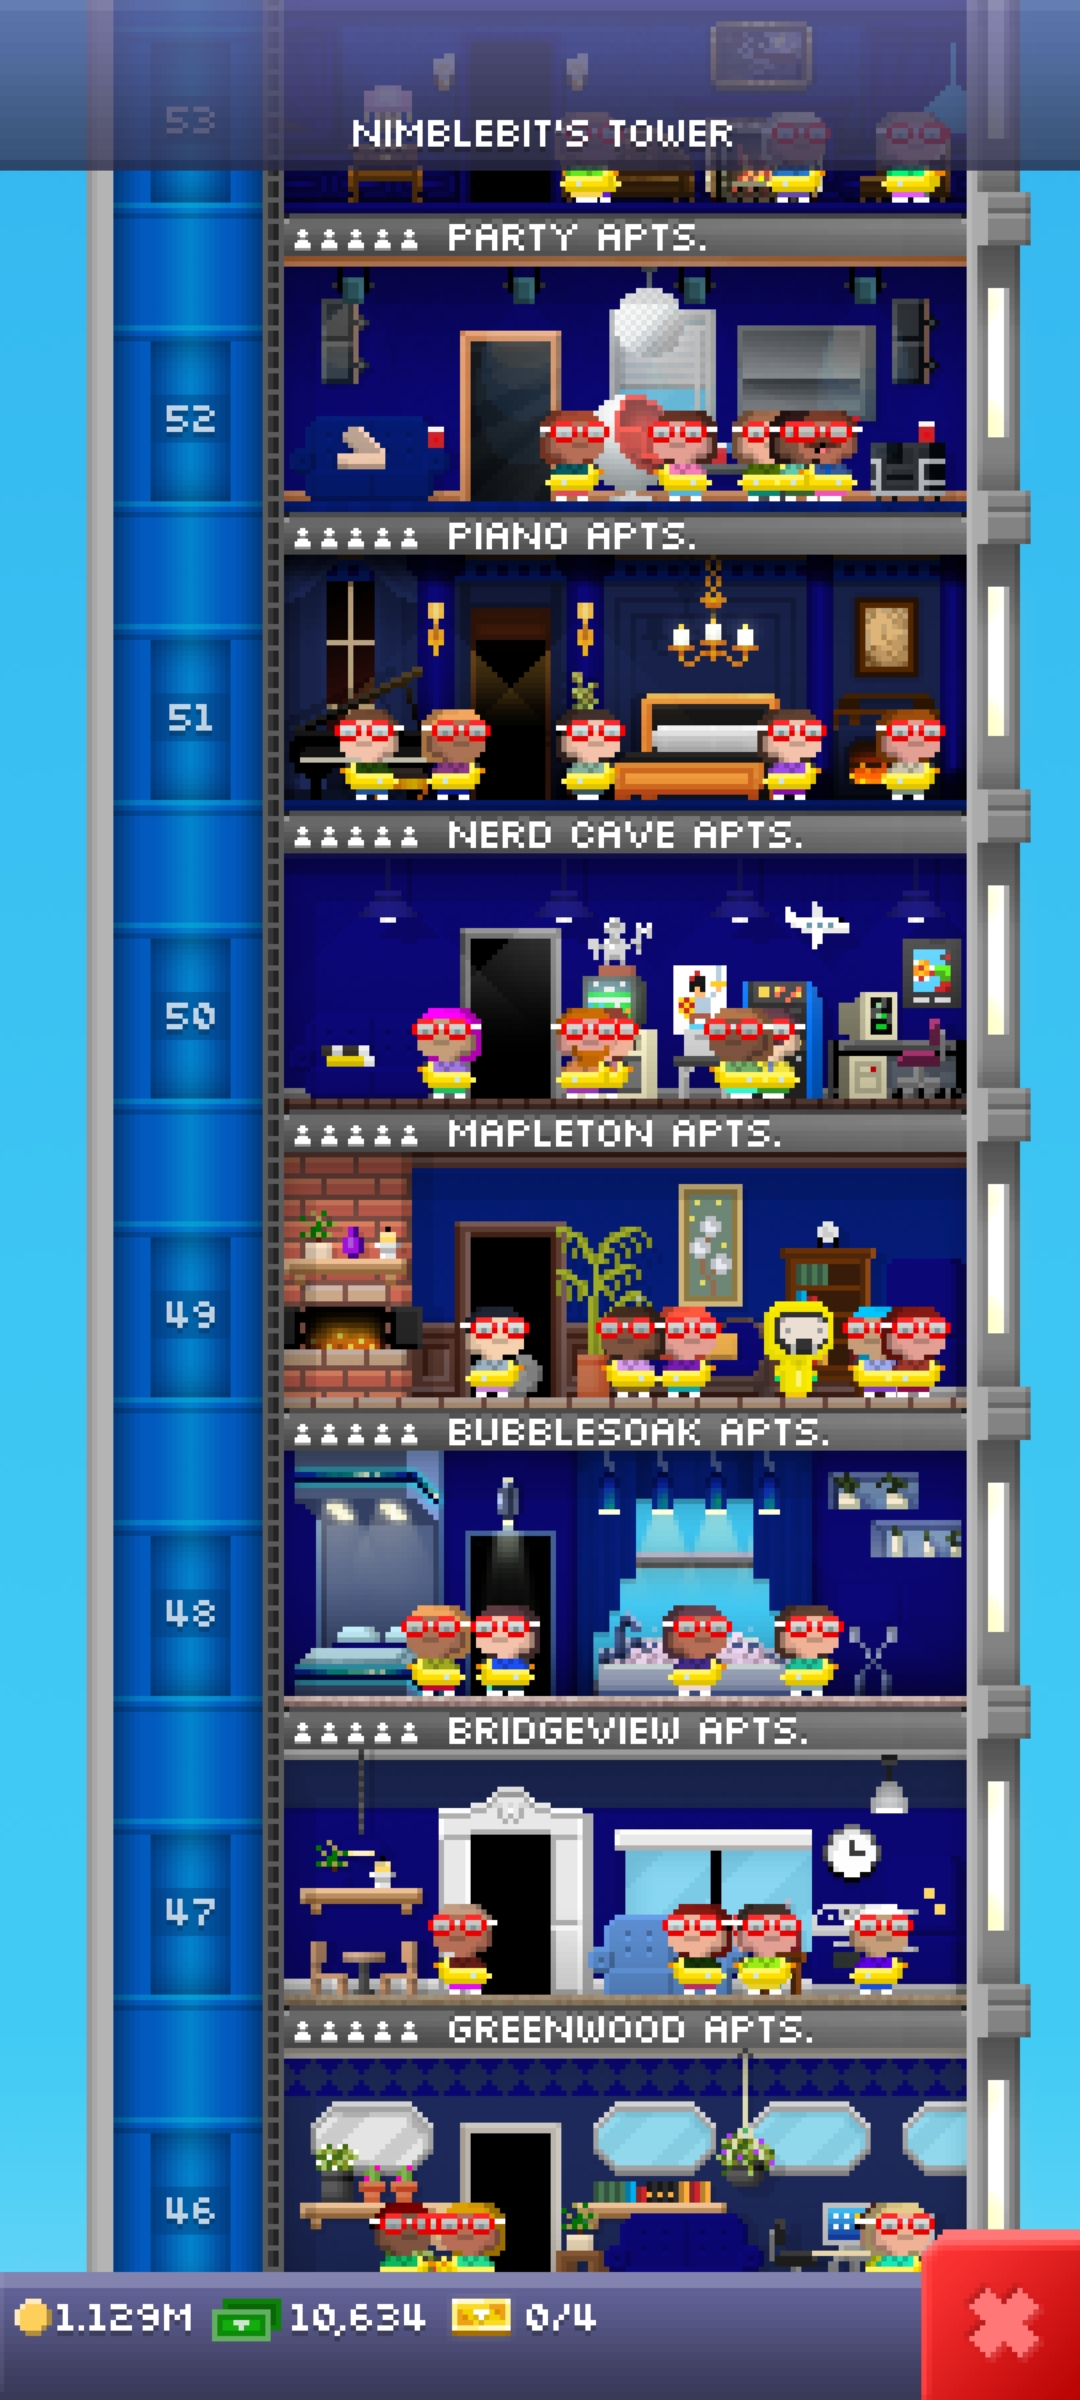 53
NIMBLEBIT'S TOWER
PARTY APTS.
52
PIANO APTS.
51
NERD CAVE APTS.
50
MAPLETON APTS.
49
BUBBLESOAK APTS.
48
BRIDGEVIEW APTS.
47
GREENWOOD APTS.
46
1.129M 10,634 0/4